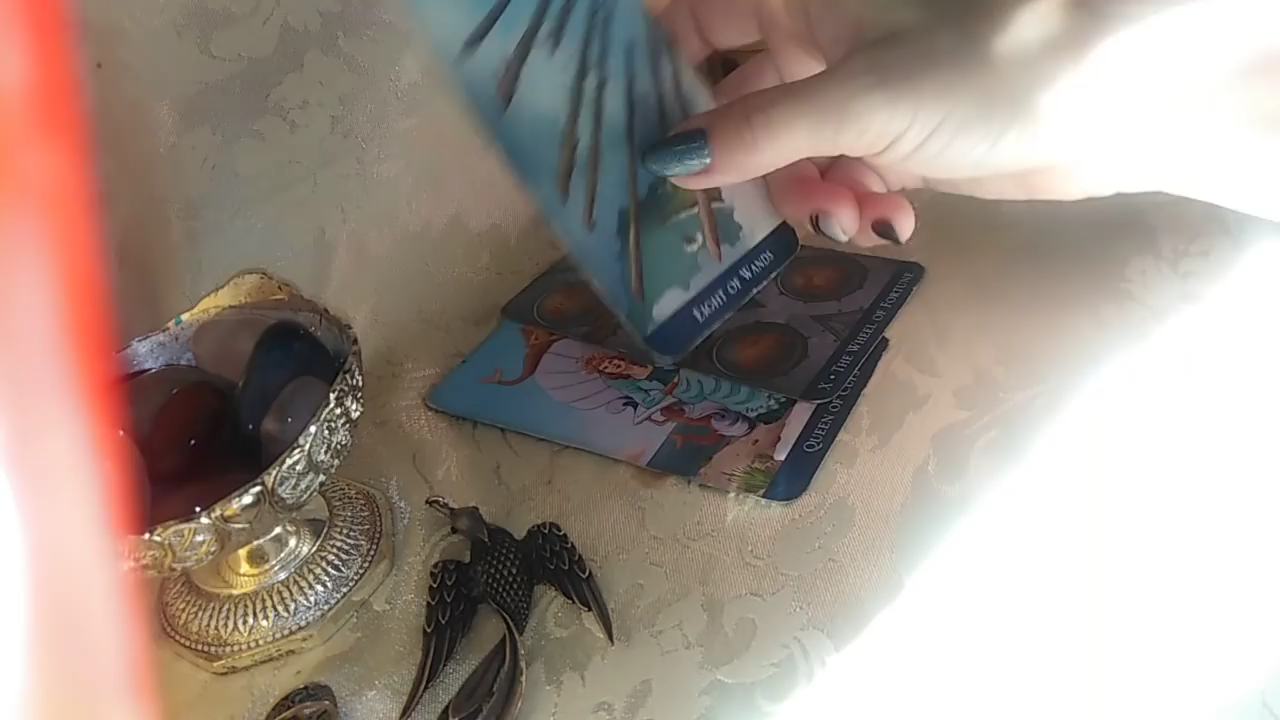 EIGHT OF WANDS
X • THE WHEEL OF FORTUNE
QUEEN OF CUPS